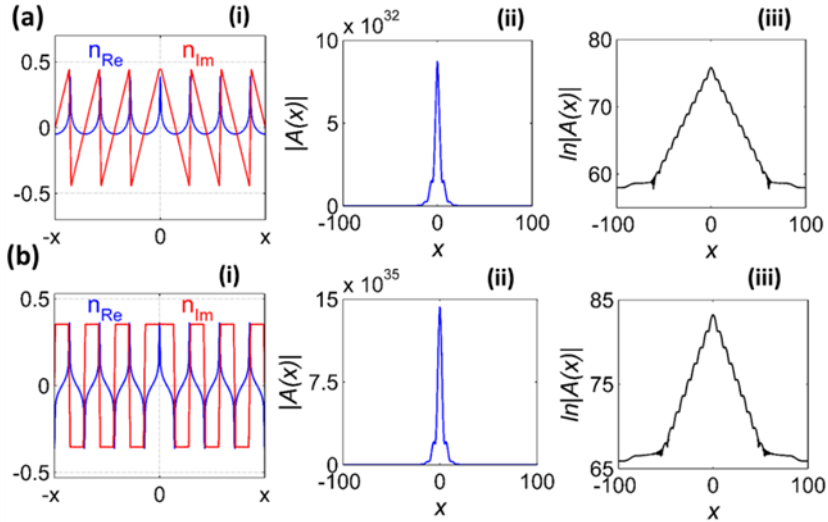 (a)
(i)
n_Re
n_Im
0.5
0
-0.5
-x
0
x
(ii)
x 10^32
10
5
0
|A(x)|
-100
0
100
x
(iii)
80
70
60
ln|A(x)|
-100
0
100
x
(b)
(i)
n_Re
n_Im
0.5
0
-0.5
-x
0
x
(ii)
x 10^35
15
7.5
0
|A(x)|
-100
0
100
x
(iii)
85
75
65
ln|A(x)|
-100
0
100
x